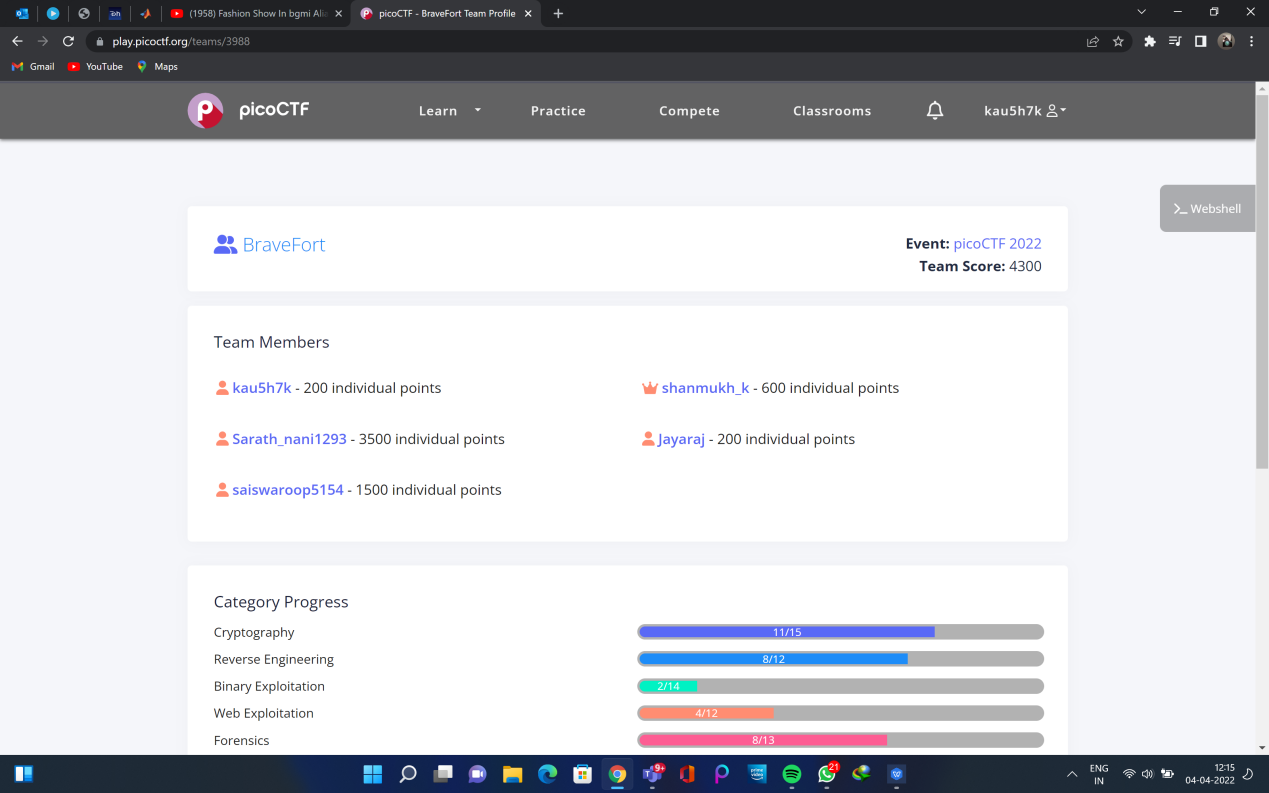 (1958) Fashion Show In bgmi Alia
picoCTF - BraveFort Team Profile
play.picoctf.org/teams/3988
Gmail YouTube Maps
picoCTF Learn Practice Compete Classrooms kau5h7k
>_ Webshell
BraveFort
Event: picoCTF 2022
Team Score: 4300
Team Members
kau5h7k - 200 individual points
shanmukh_k - 600 individual points
Sarath_nani1293 - 3500 individual points
Jayaraj - 200 individual points
saiswaroop5154 - 1500 individual points
Category Progress
Cryptography 11/15
Reverse Engineering 8/12
Binary Exploitation 2/14
Web Exploitation 4/12
Forensics 8/13
9+
21
ENG
IN
12:15
04-04-2022